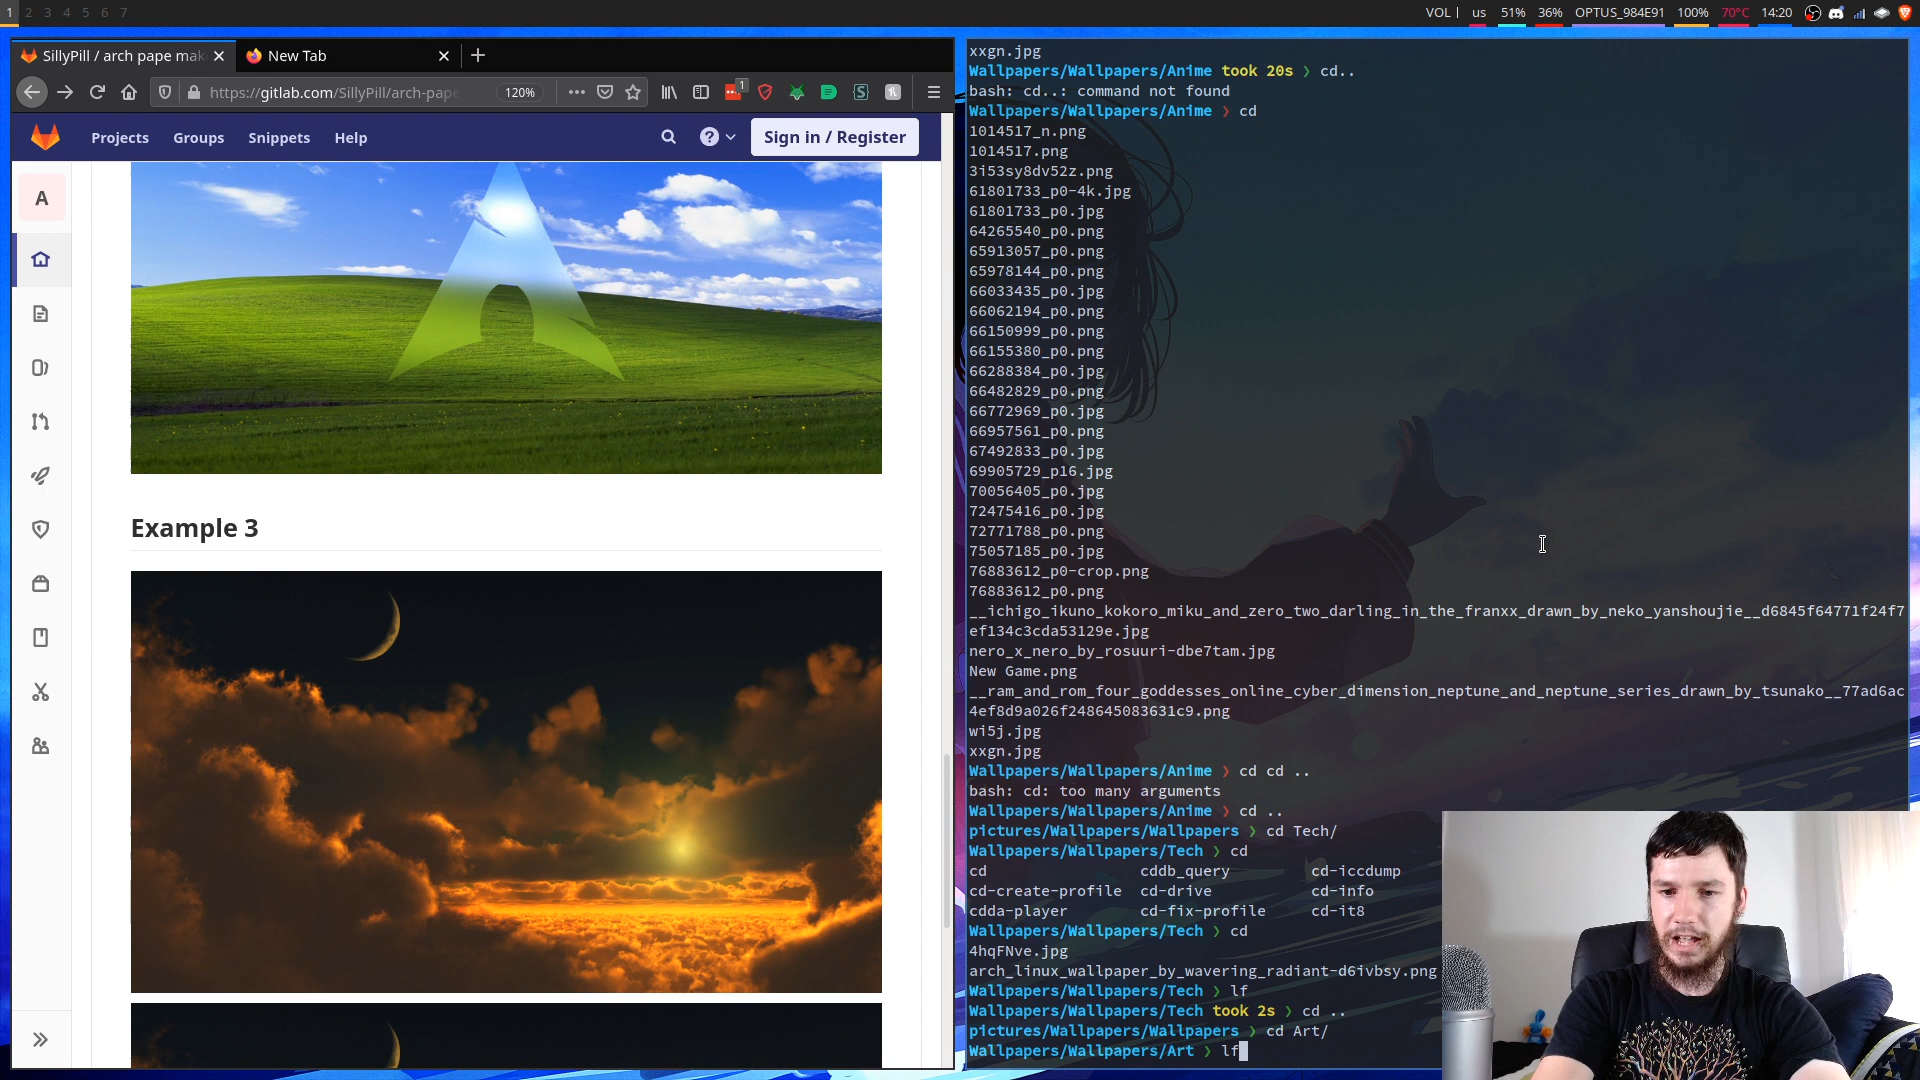 1 2 3 4 5 6 7
VOL | us 51% 36% OPTUS_984E91 100% 70°C 14:20
SillyPill / arch pape mak
New Tab
https://gitlab.com/SillyPill/arch-pape
120%
1
Projects Groups Snippets Help
Sign in / Register
A
Example 3
xxgn.jpg
Wallpapers/Wallpapers/Anime took 20s ❯ cd..
bash: cd..: command not found
Wallpapers/Wallpapers/Anime ❯ cd
1014517_n.png
1014517.png
3i53sy8dv52z.png
61801733_p0-4k.jpg
61801733_p0.jpg
64265540_p0.png
65913057_p0.png
65978144_p0.png
66033435_p0.jpg
66062194_p0.png
66150999_p0.png
66155380_p0.png
66288384_p0.jpg
66482829_p0.png
66772969_p0.jpg
66957561_p0.png
67492833_p0.jpg
69905729_p16.jpg
70056405_p0.jpg
72475416_p0.jpg
72771788_p0.png
75057185_p0.jpg
76883612_p0-crop.png
76883612_p0.png
__ichigo_ikuno_kokoro_miku_and_zero_two_darling_in_the_franxx_drawn_by_neko_yanshoujie__d6845f64771f24f7
ef134c3cda53129e.jpg
nero_x_nero_by_rosuuri-dbe7tam.jpg
New Game.png
__ram_and_rom_four_goddesses_online_cyber_dimension_neptune_and_neptune_series_drawn_by_tsunako__77ad6ac
4ef8d9a026f248645083631c9.png
wi5j.jpg
xxgn.jpg
Wallpapers/Wallpapers/Anime ❯ cd cd ..
bash: cd: too many arguments
Wallpapers/Wallpapers/Anime ❯ cd ..
pictures/Wallpapers/Wallpapers ❯ cd Tech/
Wallpapers/Wallpapers/Tech ❯ cd
cd cddb_query cd-iccdump
cd-create-profile cd-drive cd-info
cdda-player cd-fix-profile cd-it8
Wallpapers/Wallpapers/Tech ❯ cd
4hqFNve.jpg
arch_linux_wallpaper_by_wavering_radiant-d6ivbsy.png
Wallpapers/Wallpapers/Tech ❯ lf
Wallpapers/Wallpapers/Tech took 2s ❯ cd ..
pictures/Wallpapers/Wallpapers ❯ cd Art/
Wallpapers/Wallpapers/Art ❯ lf